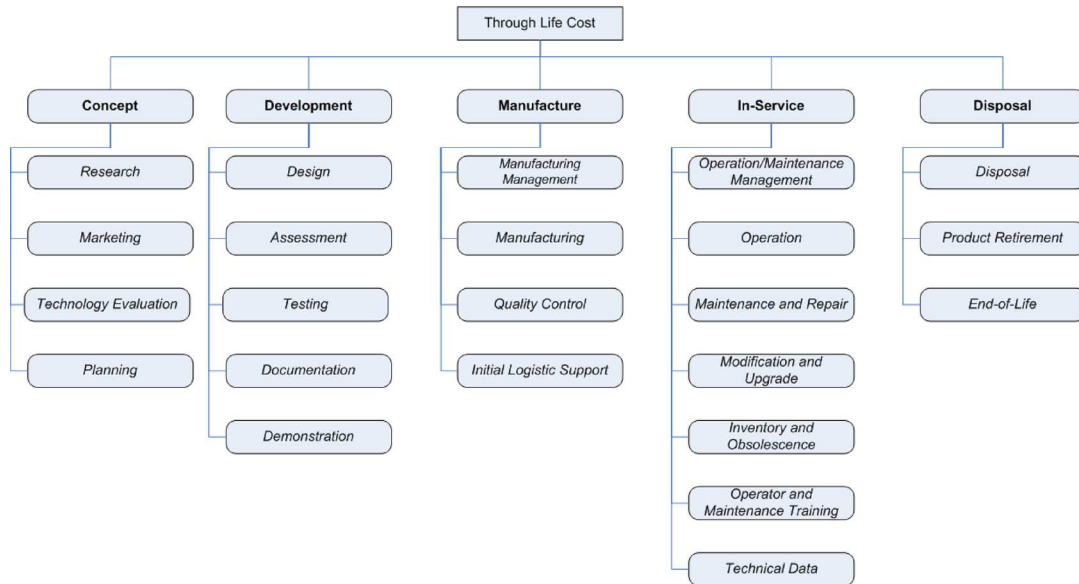 Through Life Cost
Concept
Research
Marketing
Technology Evaluation
Planning
Development
Design
Assessment
Testing
Documentation
Demonstration
Manufacture
Manufacturing
Management
Manufacturing
Quality Control
Initial Logistic Support
In-Service
Operation/Maintenance
Management
Operation
Maintenance and Repair
Modification and
Upgrade
Inventory and
Obsolescence
Operator and
Maintenance Training
Technical Data
Disposal
Disposal
Product Retirement
End-of-Life